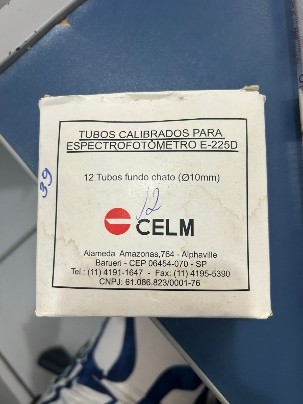 TUBOS CALIBRADOS PARA
ESPECTROFOTÔMETRO E-225D
12 Tubos fundo chato (Ø10mm)
39
12
CELM
Alameda Amazonas,764 - Alphaville
Barueri - CEP 06454-070 - SP
Tel.: (11) 4191-1647 - Fax: (11) 4195-5390
CNPJ: 61.086.823/0001-76